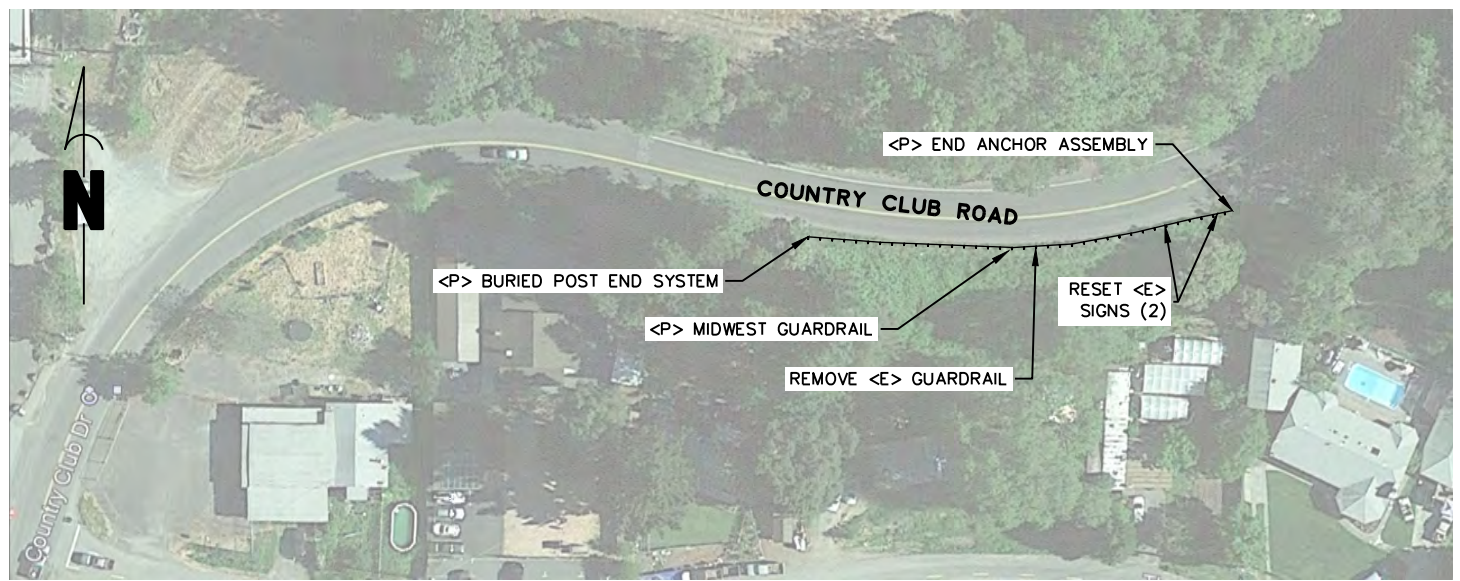 <P> END ANCHOR ASSEMBLY
N
COUNTRY CLUB ROAD
<P> BURIED POST END SYSTEM
RESET <E>
SIGNS (2)
<P> MIDWEST GUARDRAIL
REMOVE <E> GUARDRAIL
Country Club Dr